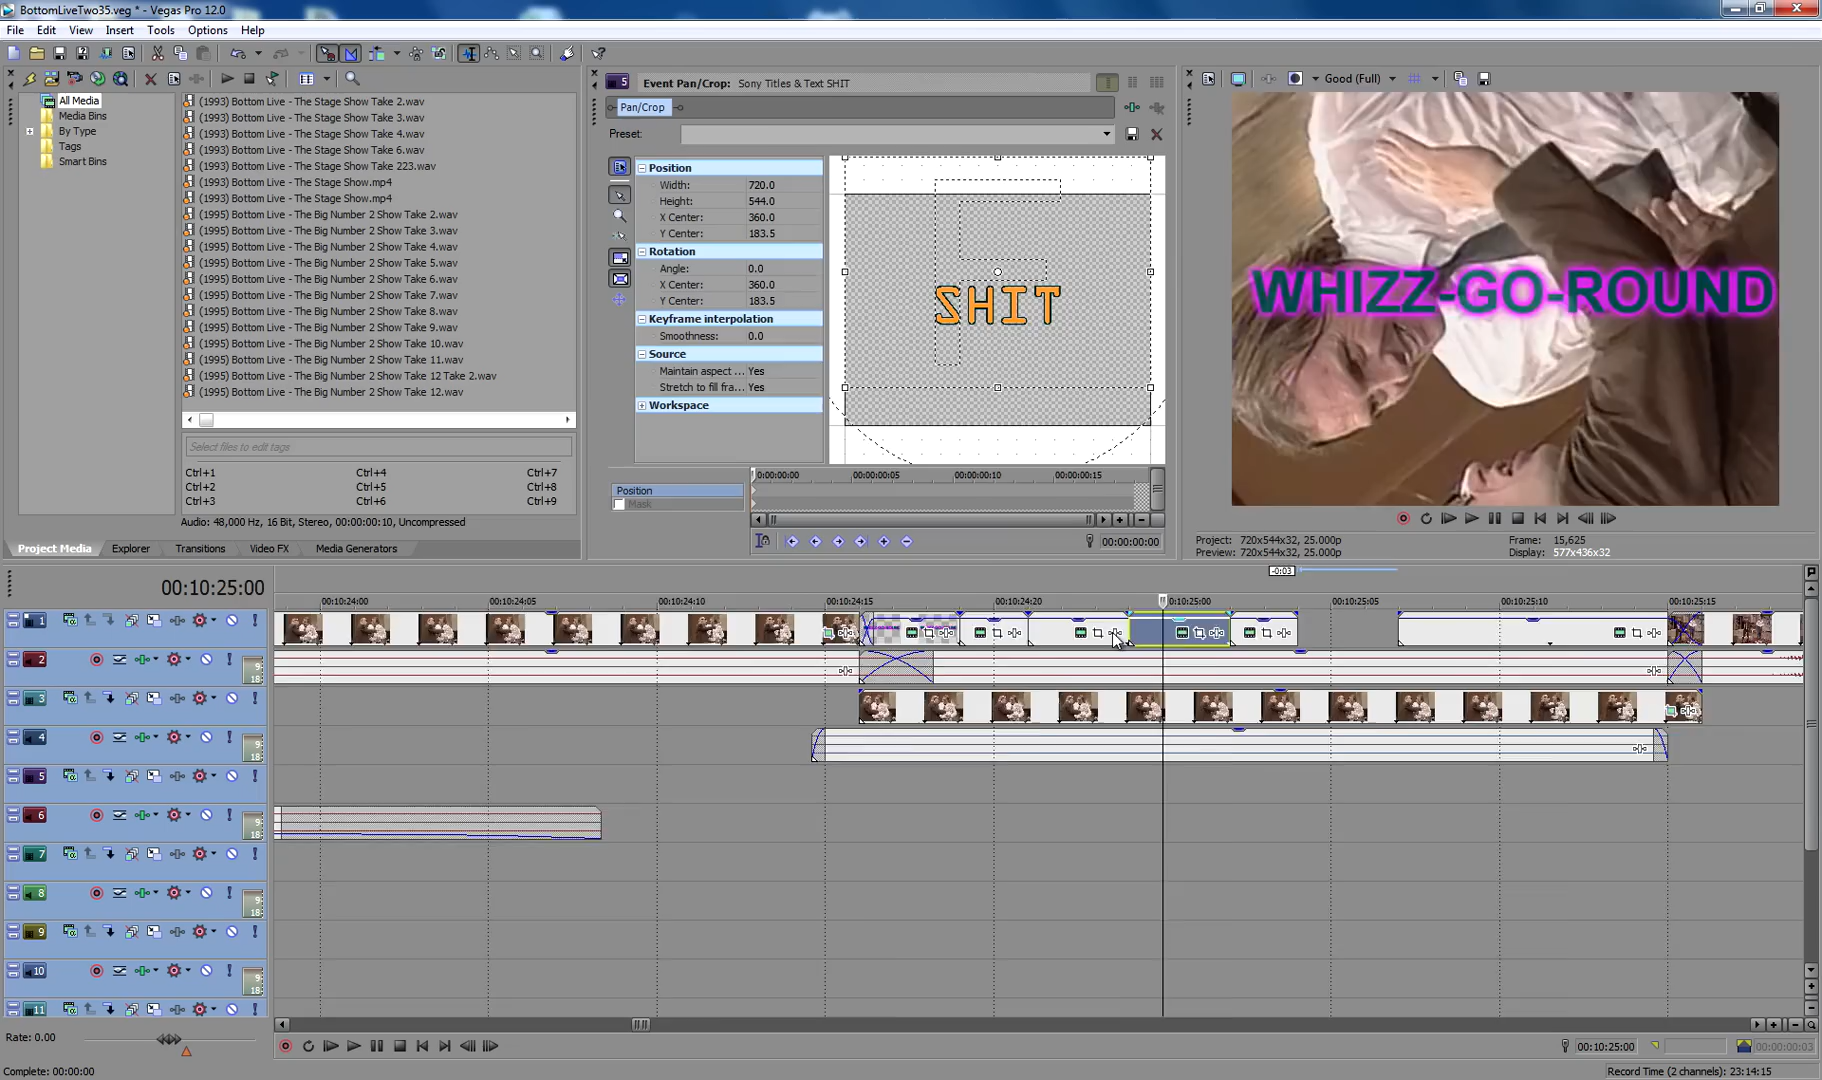 BottomLiveTwo35.veg * - Vegas Pro 12.0
File Edit View Insert Tools Options Help
All Media
Media Bins
By Type
Tags
Smart Bins
(1993) Bottom Live - The Stage Show Take 2.wav
(1993) Bottom Live - The Stage Show Take 3.wav
(1993) Bottom Live - The Stage Show Take 4.wav
(1993) Bottom Live - The Stage Show Take 6.wav
(1993) Bottom Live - The Stage Show Take 223.wav
(1993) Bottom Live - The Stage Show.mp4
(1993) Bottom Live - The Stage Show.mp4
(1995) Bottom Live - The Big Number 2 Show Take 2.wav
(1995) Bottom Live - The Big Number 2 Show Take 3.wav
(1995) Bottom Live - The Big Number 2 Show Take 4.wav
(1995) Bottom Live - The Big Number 2 Show Take 5.wav
(1995) Bottom Live - The Big Number 2 Show Take 6.wav
(1995) Bottom Live - The Big Number 2 Show Take 7.wav
(1995) Bottom Live - The Big Number 2 Show Take 8.wav
(1995) Bottom Live - The Big Number 2 Show Take 9.wav
(1995) Bottom Live - The Big Number 2 Show Take 10.wav
(1995) Bottom Live - The Big Number 2 Show Take 11.wav
(1995) Bottom Live - The Big Number 2 Show Take 12 Take 2.wav
(1995) Bottom Live - The Big Number 2 Show Take 12.wav
Select files to edit tags
Ctrl+1 Ctrl+4 Ctrl+7
Ctrl+2 Ctrl+5 Ctrl+8
Ctrl+3 Ctrl+6 Ctrl+9
Audio: 48,000 Hz, 16 Bit, Stereo, 00:00:00:10, Uncompressed
Project Media Explorer Transitions Video FX Media Generators
5 Event Pan/Crop: Sony Titles & Text SHIT
Pan/Crop
Preset:
Position
Width: 720.0
Height: 544.0
X Center: 360.0
Y Center: 183.5
Rotation
Angle: 0.0
X Center: 360.0
Y Center: 183.5
Keyframe interpolation
Smoothness: 0.0
Source
Maintain aspect ... Yes
Stretch to fill fra... Yes
Workspace
SHIT
0:00:00:00 00:00:00:05 00:00:00:10 00:00:00:15
Position
Mask
00:00:00:00
Good (Full)
WHIZZ-GO-ROUND
Project: 720x544x32, 25.000p Frame: 15,625
Preview: 720x544x32, 25.000p Display: 577x436x32
00:10:25:00
-0:03
00:10:24:00 00:10:24:05 00:10:24:10 00:10:24:15 00:10:24:20 00:10:25:00 00:10:25:05 00:10:25:10 00:10:25:15
1
2
9
18
3
4
9
18
5
6
9
18
7
8
9
18
9
9
18
10
9
18
11
Rate: 0.00
00:10:25:00 00:00:00:03
Complete: 00:00:00 Record Time (2 channels): 23:14:15